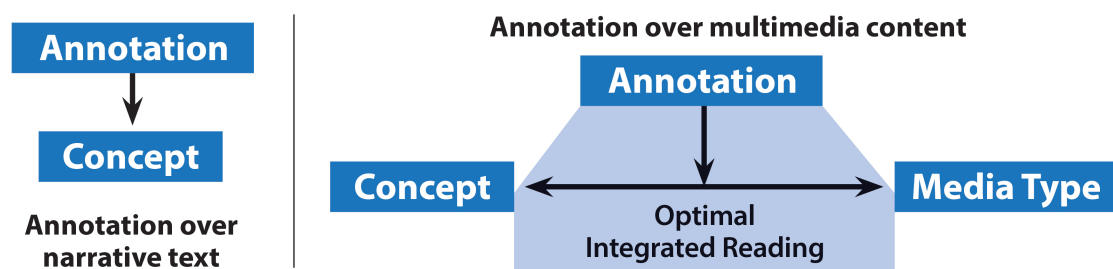 Annotation
Concept
Annotation over
narrative text
Annotation over multimedia content
Annotation
Concept
Media Type
Optimal
Integrated Reading